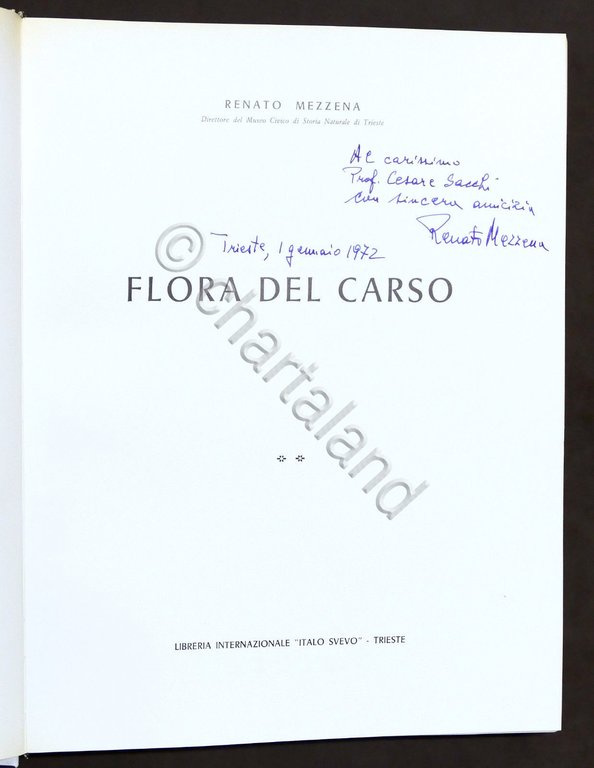 RENATO MEZZENA
Direttore del Museo Civico di Storia Naturale di Trieste
Al carissimo
Prof. Cesare Sacchi
con sincera amicizia
Renato Mezzena
Trieste, 1 gennaio 1972
FLORA DEL CARSO
© chartaland
LIBRERIA INTERNAZIONALE "ITALO SVEVO" - TRIESTE